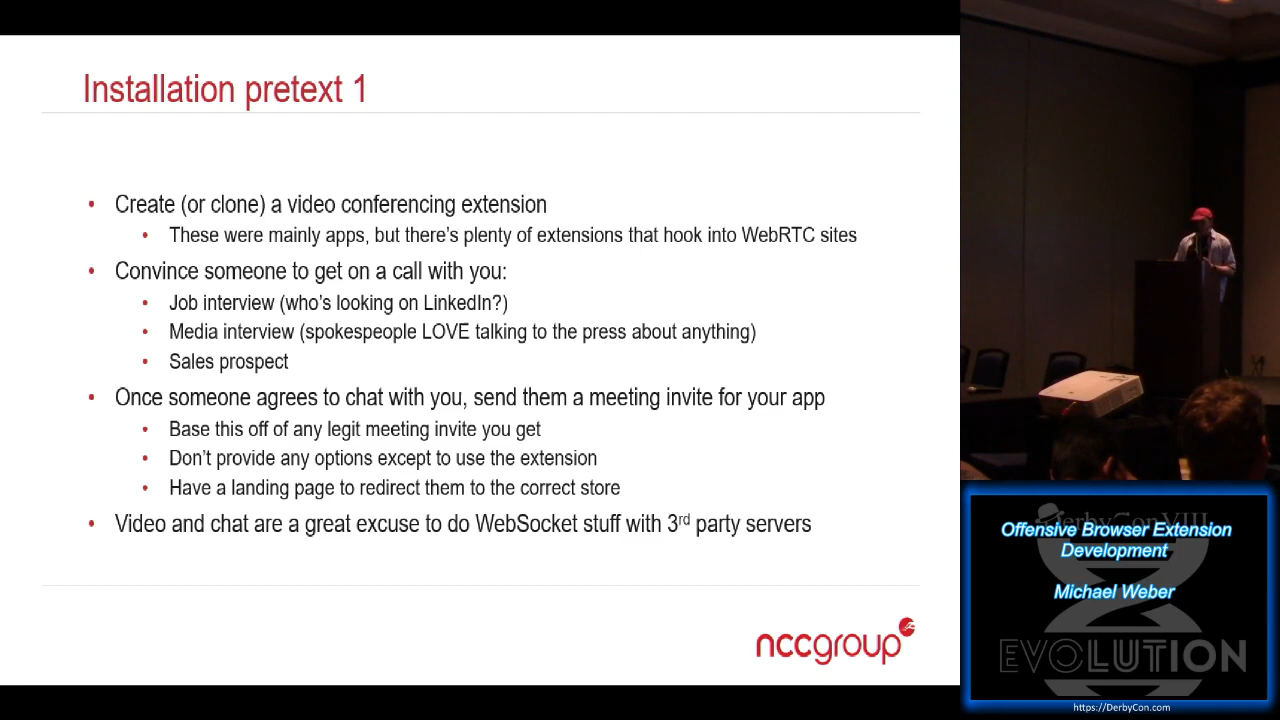 Installation pretext 1
• Create (or clone) a video conferencing extension
• These were mainly apps, but there's plenty of extensions that hook into WebRTC sites
• Convince someone to get on a call with you:
• Job interview (who's looking on LinkedIn?)
• Media interview (spokespeople LOVE talking to the press about anything)
• Sales prospect
• Once someone agrees to chat with you, send them a meeting invite for your app
• Base this off of any legit meeting invite you get
• Don't provide any options except to use the extension
• Have a landing page to redirect them to the correct store
• Video and chat are a great excuse to do WebSocket stuff with 3rd party servers
nccgroup
DerbyCon VIII
Offensive Browser Extension
Development
Michael Weber
EVOLUTION
https://DerbyCon.com